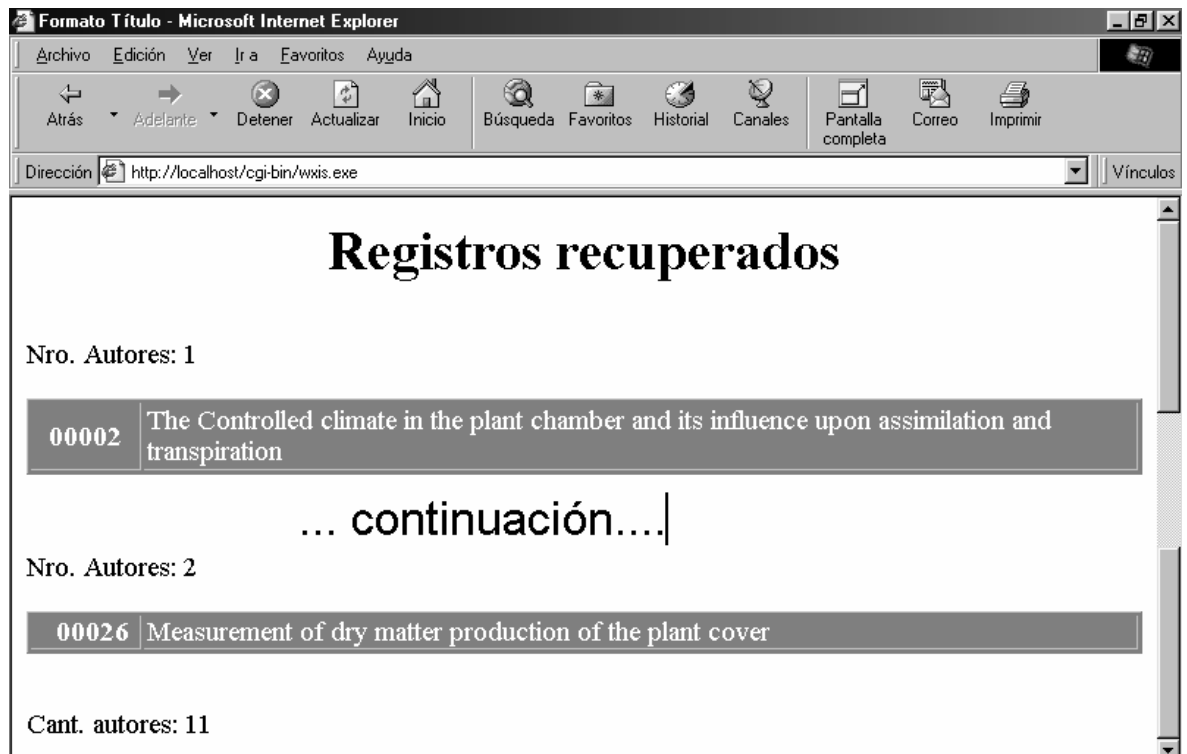 Formato Título - Microsoft Internet Explorer
Archivo Edición Ver Ir a Favoritos Ayuda
Atrás Adelante Detener Actualizar Inicio Búsqueda Favoritos Historial Canales Pantalla completa Correo Imprimir
Dirección http://localhost/cgi-bin/wxis.exe Vínculos
Registros recuperados
Nro. Autores: 1
00002 The Controlled climate in the plant chamber and its influence upon assimilation and
transpiration
... continuación....
Nro. Autores: 2
00026 Measurement of dry matter production of the plant cover
Cant. autores: 11